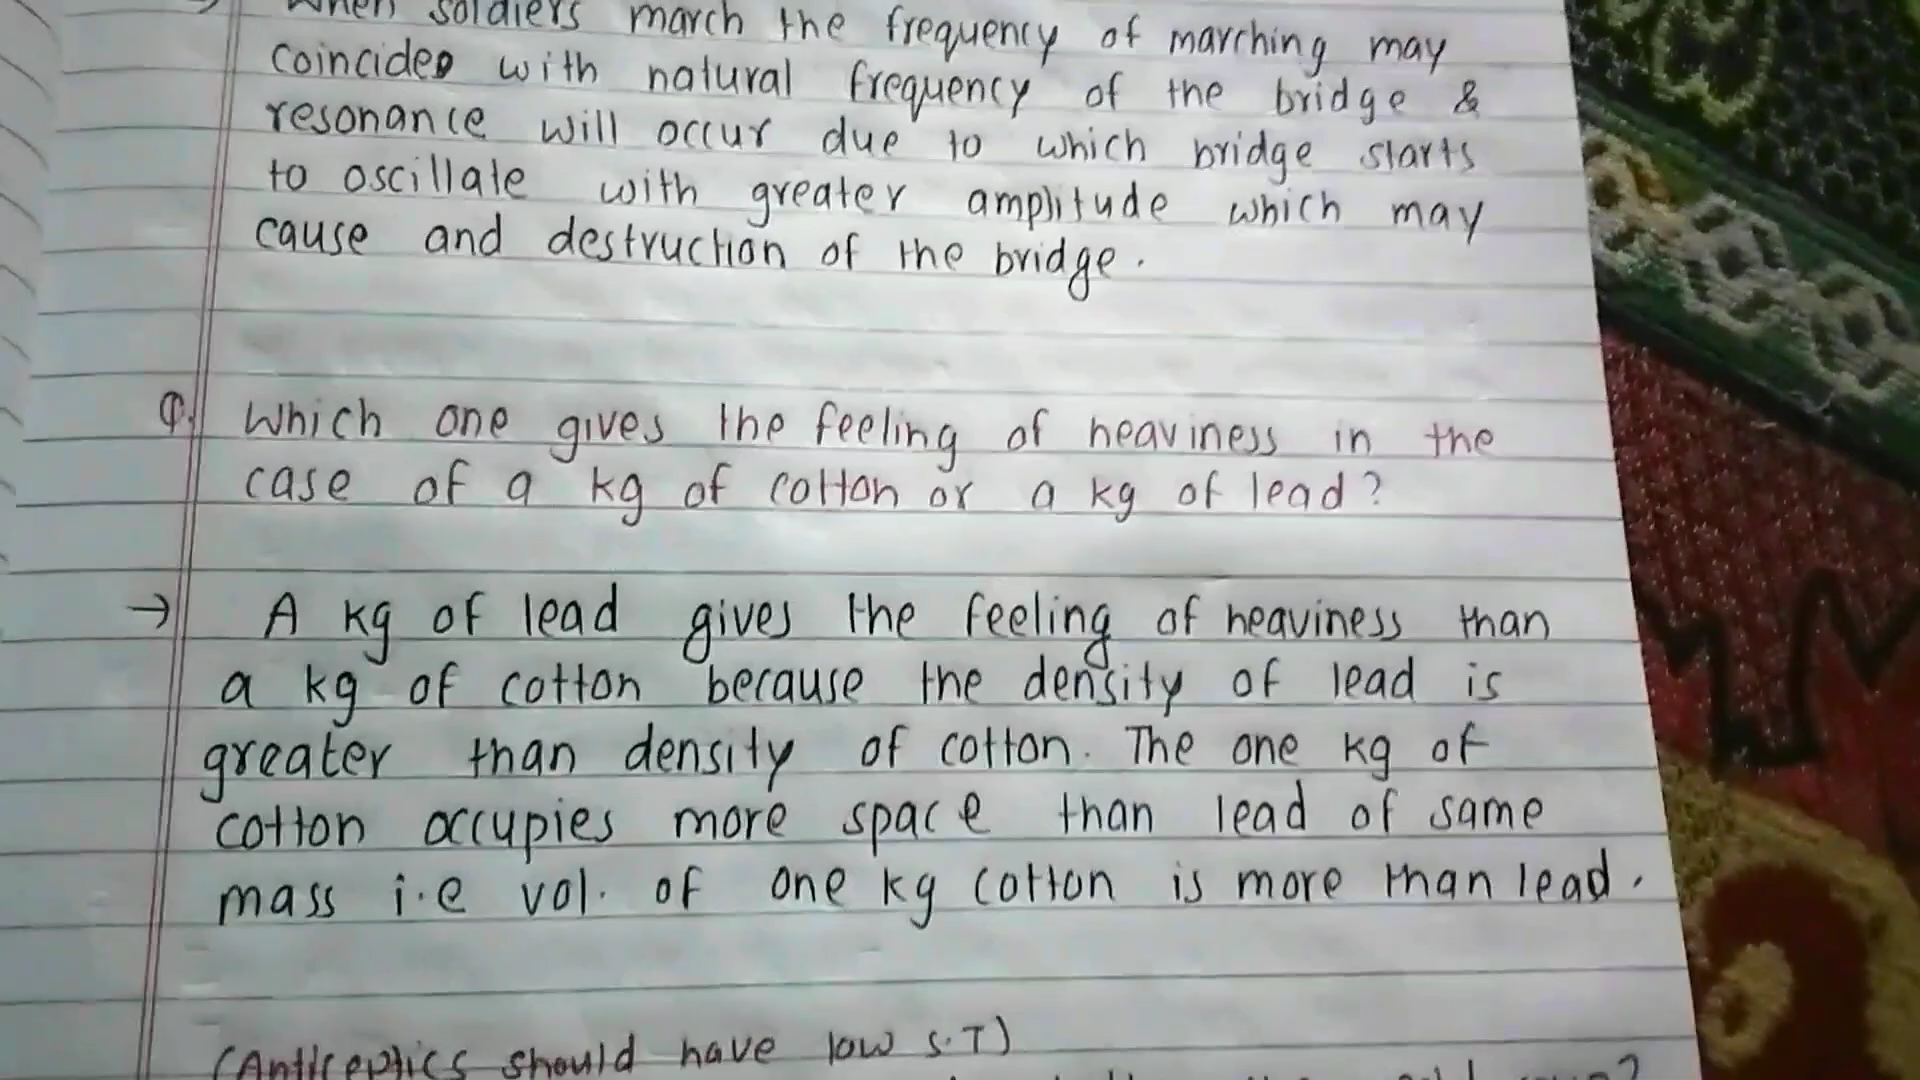 When soldiers march the frequency of marching may
coincides with natural frequency of the bridge &
resonance will occur due to which bridge starts
to oscillate with greater amplitude which may
cause and destruction of the bridge.
Q. Which one gives the feeling of heaviness in the
case of a kg of cotton or a kg of lead?
→ A kg of lead gives the feeling of heaviness than
a kg of cotton because the density of lead is
greater than density of cotton. The one kg of
cotton occupies more space than lead of same
mass i.e vol. of one kg cotton is more than lead.
(Anticeptics should have low S.T)